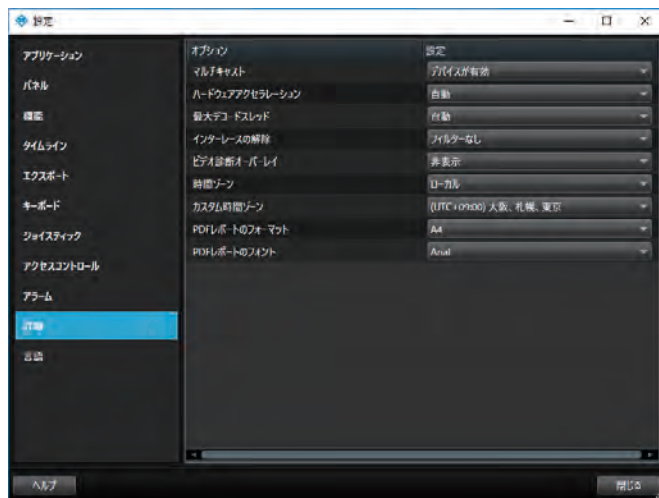 設定
アプリケーション
パネル
機能
タイムライン
エクスポート
キーボード
ジョイスティック
アクセスコントロール
アラーム
詳細
言語
オプション 設定
マルチキャスト デバイスが有効
ハードウェアアクセラレーション 自動
最大デコードスレッド 自動
インターレースの解除 フィルターなし
ビデオ診断オーバーレイ 非表示
時間ゾーン ローカル
カスタム時間ゾーン (UTC+09:00) 大阪、札幌、東京
PDFレポートのフォーマット A4
PDFレポートのフォント Arial
ヘルプ 閉じる